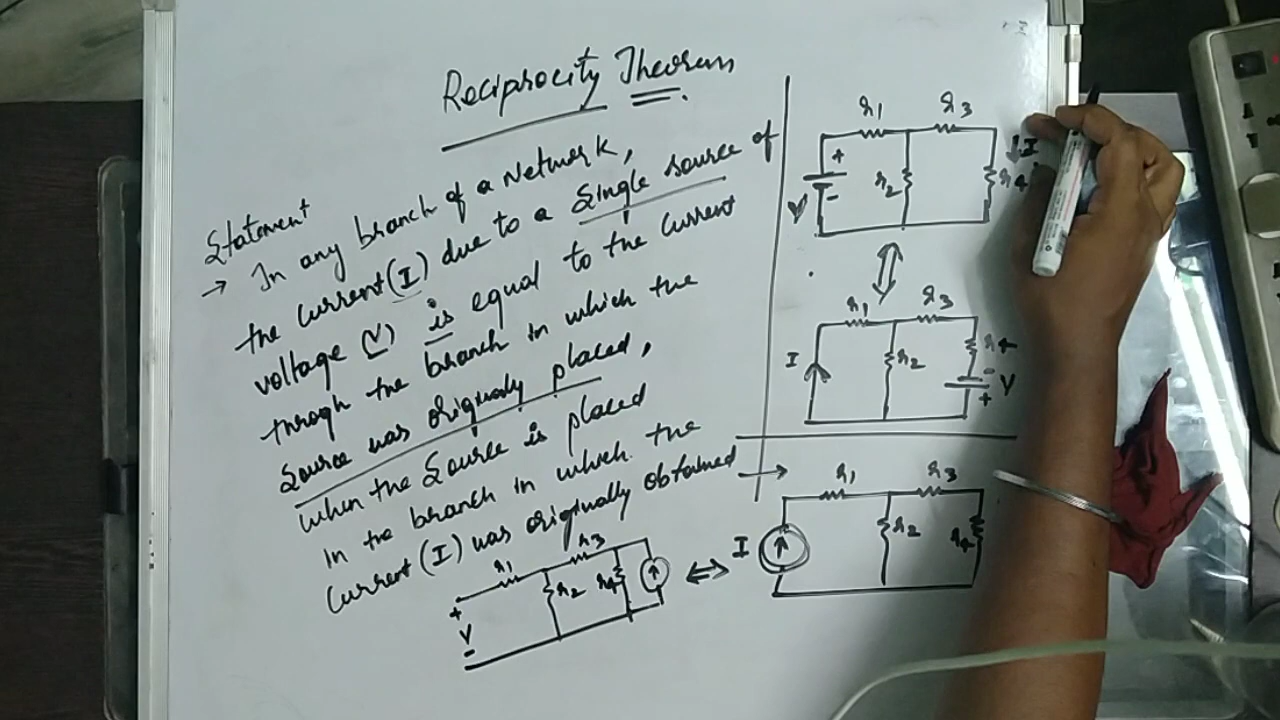 Reciprocity Theorem
Statement
→ In any branch of a Network,
the current (I) due to a Single source of
voltage (V) is equal to the current
through the branch in which the
Source was originally placed,
when the Source is placed
in the branch in which the
current (I) was originally obtained →
R1 R3
+
-
V
R2
↓I
R4
R1 R3
I
R2
R4
-
+
V
R1 R3
I
R2
R4
R1 R3
+
V
-
R2
R4